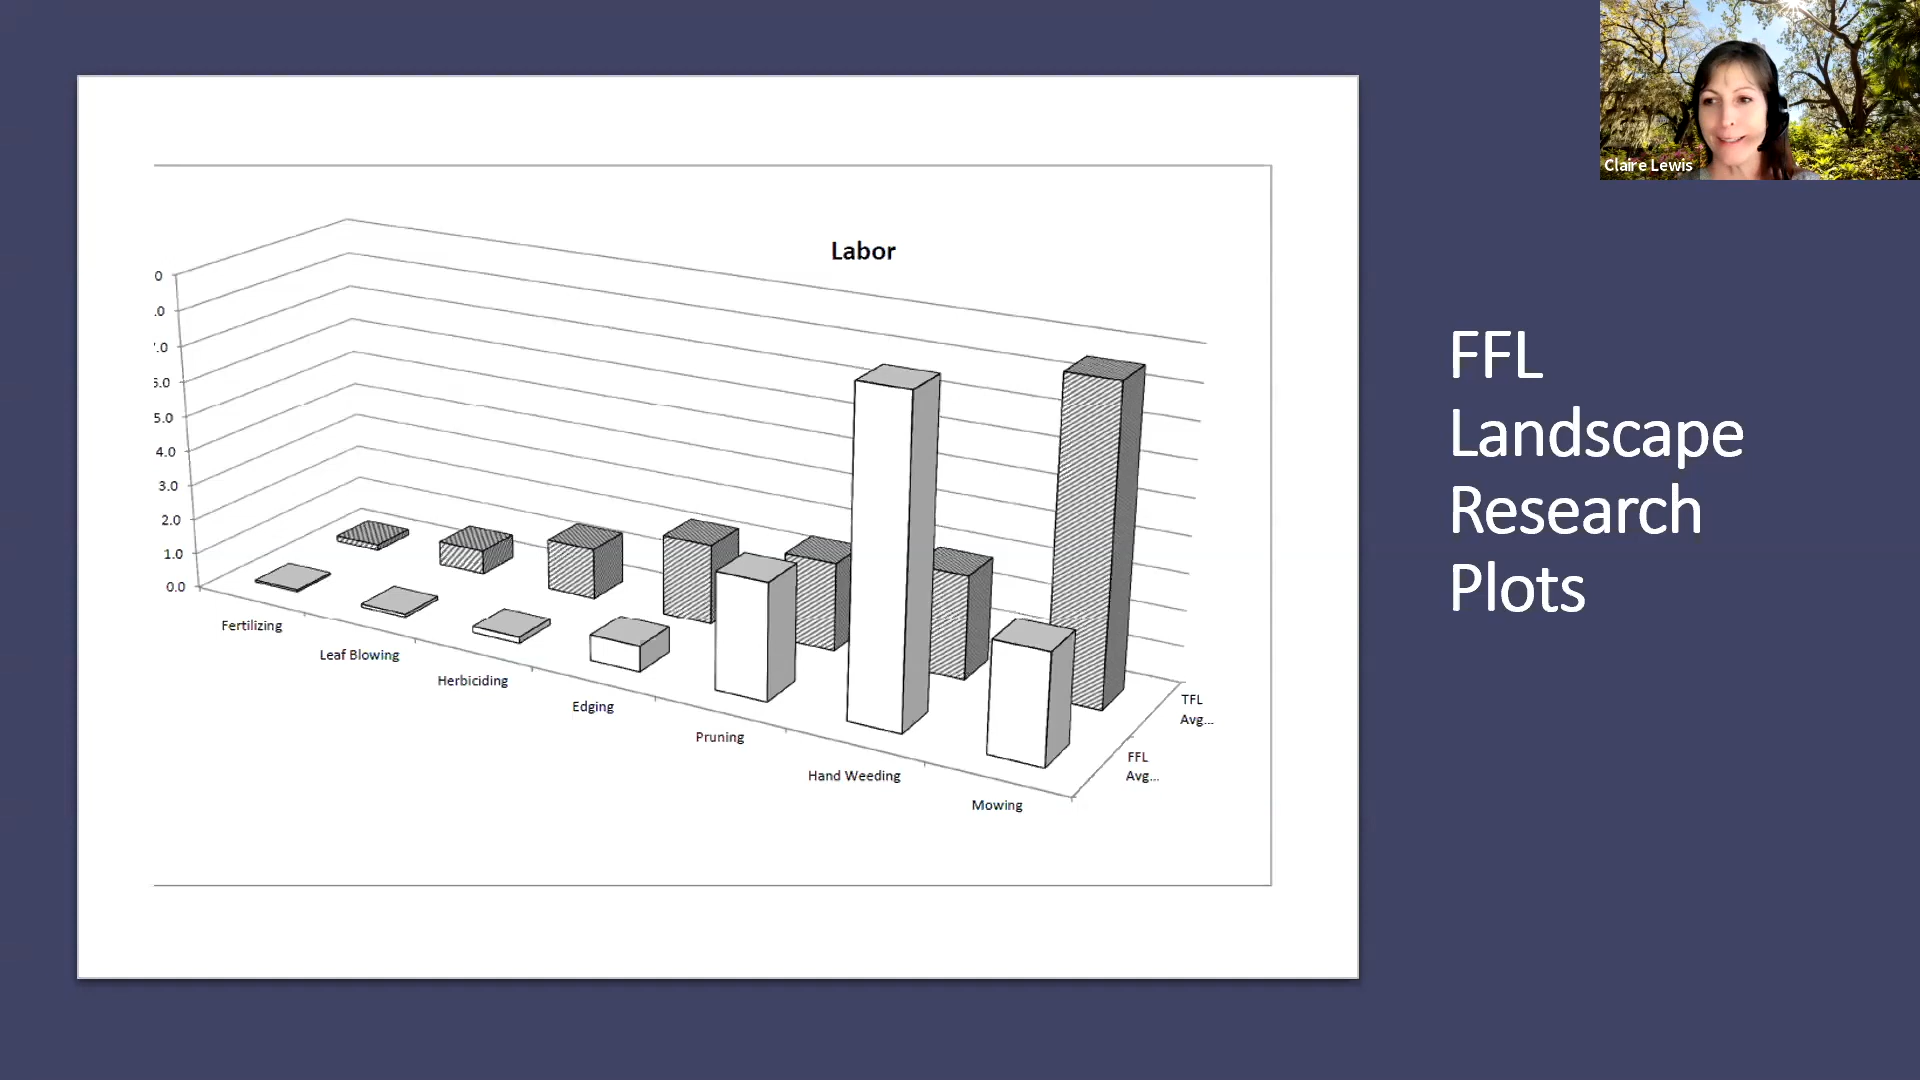 Claire Lewis
Labor
0
.0
.0
.0
5.0
4.0
3.0
2.0
1.0
0.0
Fertilizing
Leaf Blowing
Herbiciding
Edging
Pruning
Hand Weeding
Mowing
TFL
Avg...
FFL
Avg...
FFL
Landscape
Research
Plots